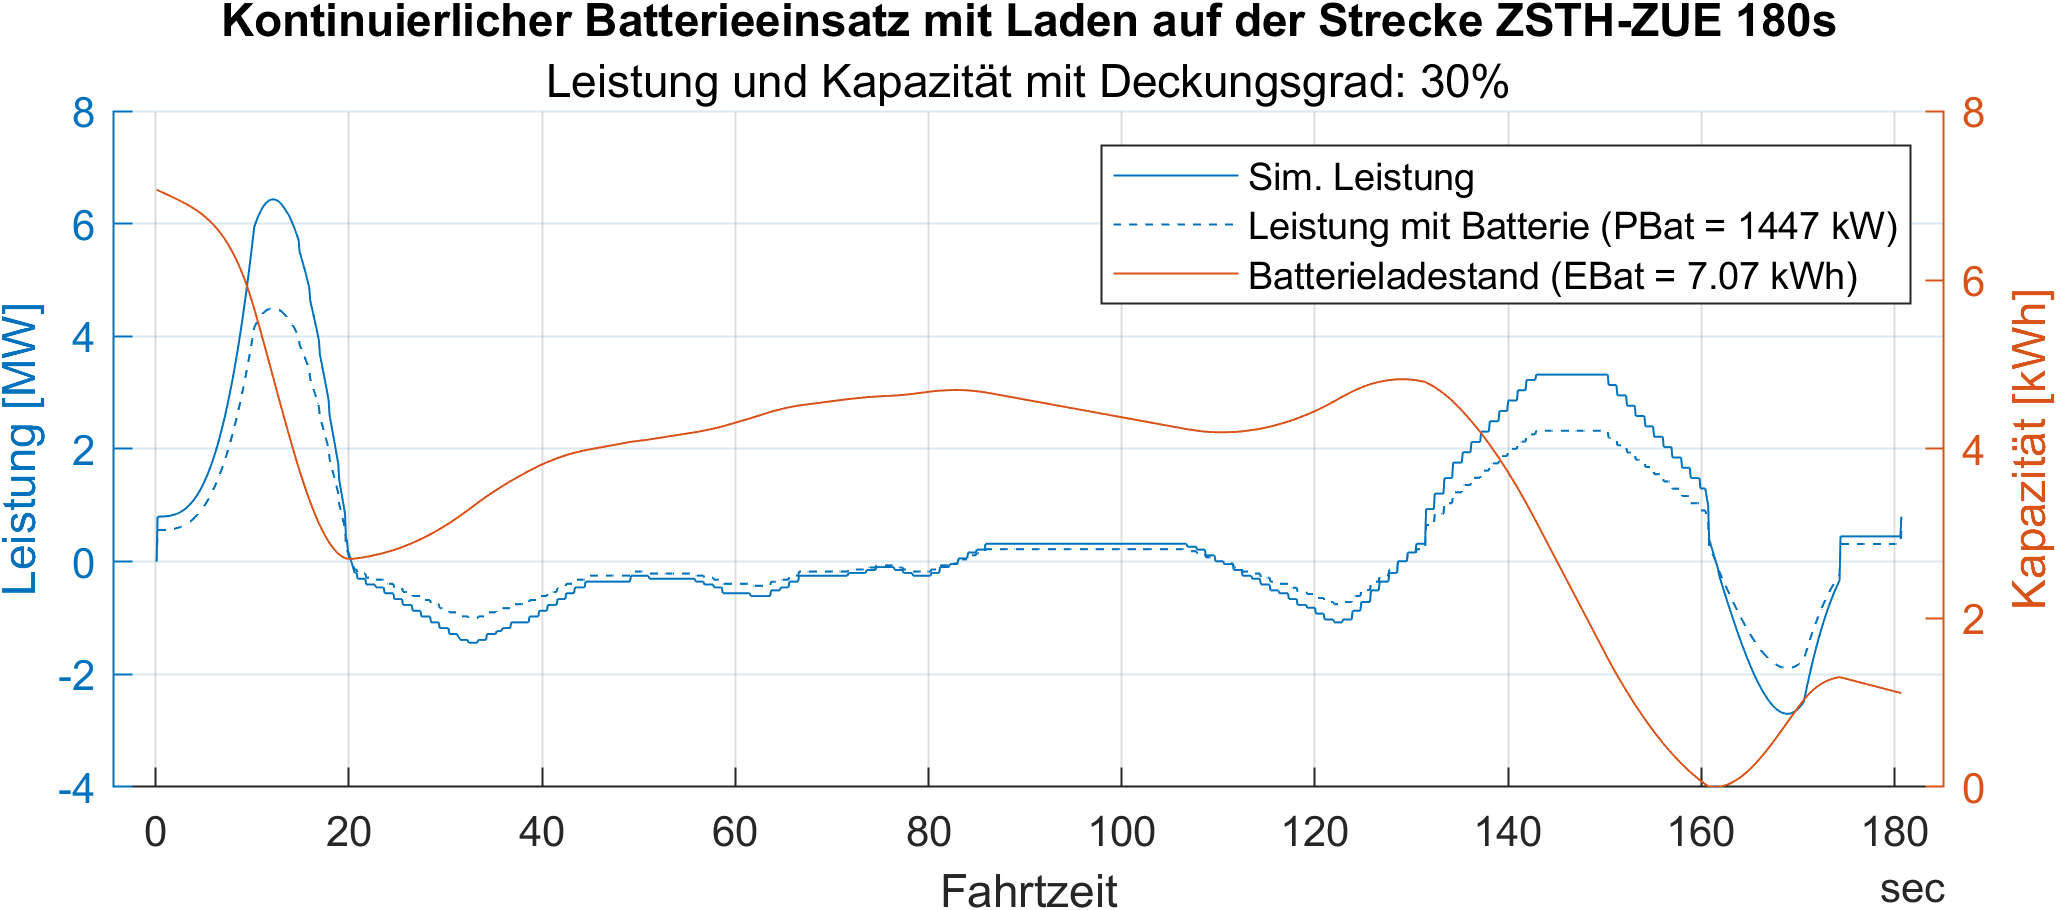 Kontinuierlicher Batterieeinsatz mit Laden auf der Strecke ZSTH-ZUE 180s
Leistung und Kapazität mit Deckungsgrad: 30%
Leistung [MW]
8
6
4
2
0
-2
-4
Sim. Leistung
Leistung mit Batterie (PBat = 1447 kW)
Batterieladestand (EBat = 7.07 kWh)
8
6
4
2
0
Kapazität [kWh]
0 20 40 60 80 100 120 140 160 180
Fahrtzeit
sec